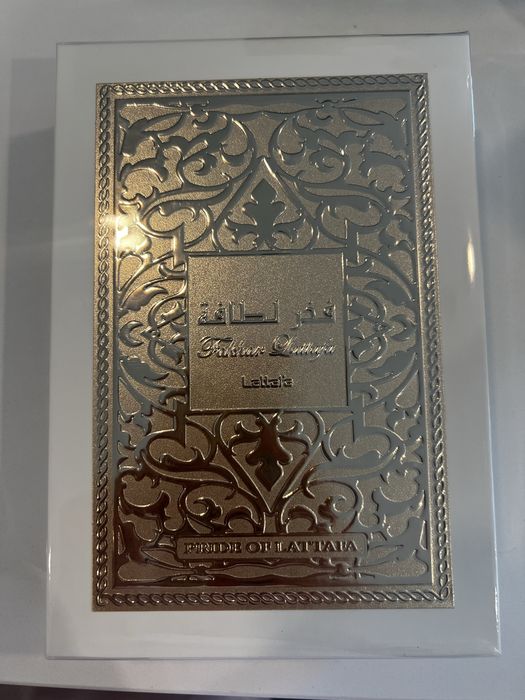 فخر لطافة
Fakhar Lattafa
Lattafa
PRIDE OF LATTAFA